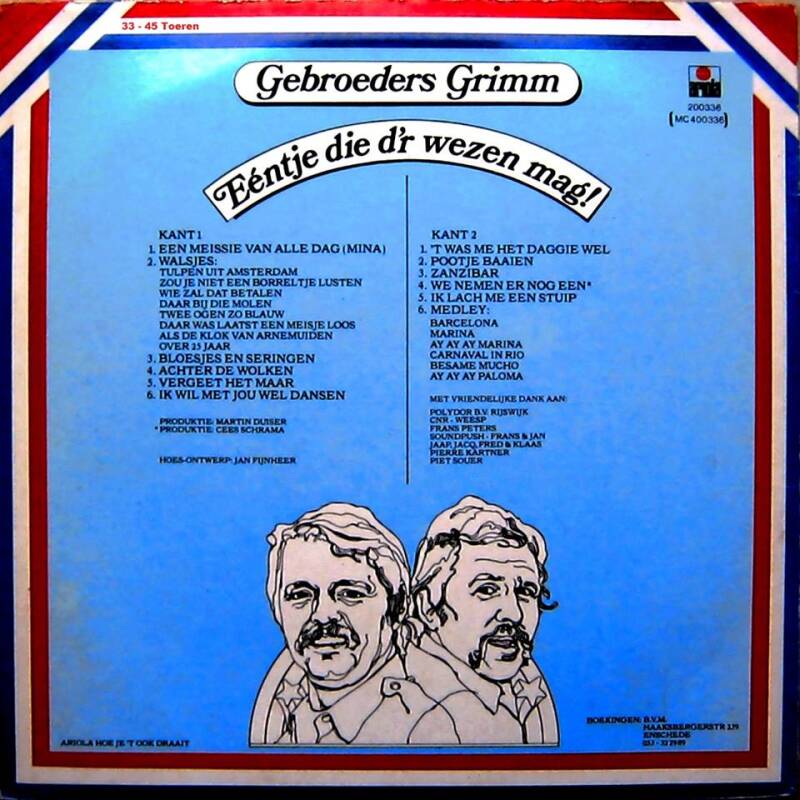 33 - 45 Toeren
Gebroeders Grimm
200336
(MC 400336)
Ééntje die d'r wezen mag!
KANT 1
1. EEN MEISSIE VAN ALLE DAG (MINA)
2. WALSJES:
TULPEN UIT AMSTERDAM
ZOU JE NIET EEN BORRELTJE LUSTEN
WIE ZAL DAT BETALEN
DAAR BIJ DIE MOLEN
TWEE OGEN ZO BLAUW
DAAR WAS LAATST EEN MEISJE LOOS
ALS DE KLOK VAN ARNEMUIDEN
OVER 25 JAAR
3. BLOESJES EN SERINGEN
4. ACHTER DE WOLKEN
5. VERGEET HET MAAR
6. IK WIL MET JOU WEL DANSEN
PRODUKTIE: MARTIN DUISER
* PRODUKTIE: CEES SCHRAMA
HOES-ONTWERP: JAN FIJNHEER
KANT 2
1. 'T WAS ME HET DAGGIE WEL
2. POOTJE BAAIEN
3. ZANZIBAR
4. WE NEMEN ER NOG EEN*
5. IK LACH ME EEN STUIP
6. MEDLEY:
BARCELONA
MARINA
AY AY AY MARINA
CARNAVAL IN RIO
BESAME MUCHO
AY AY AY PALOMA
MET VRIENDELIJKE DANK AAN:
POLYDOR B.V. RIJSWIJK
CNR - WEESP
FRANS PETERS
SOUNDPUSH - FRANS & JAN
JAAP, JACQ, FRED & KLAAS
PIERRE KARTNER
PIET SOUER
ARIOLA HOE JE 'T OOK DRAAIT
BOEKINGEN: B.V.M.
HAAKSBERGERSTR
ENSCHEDE